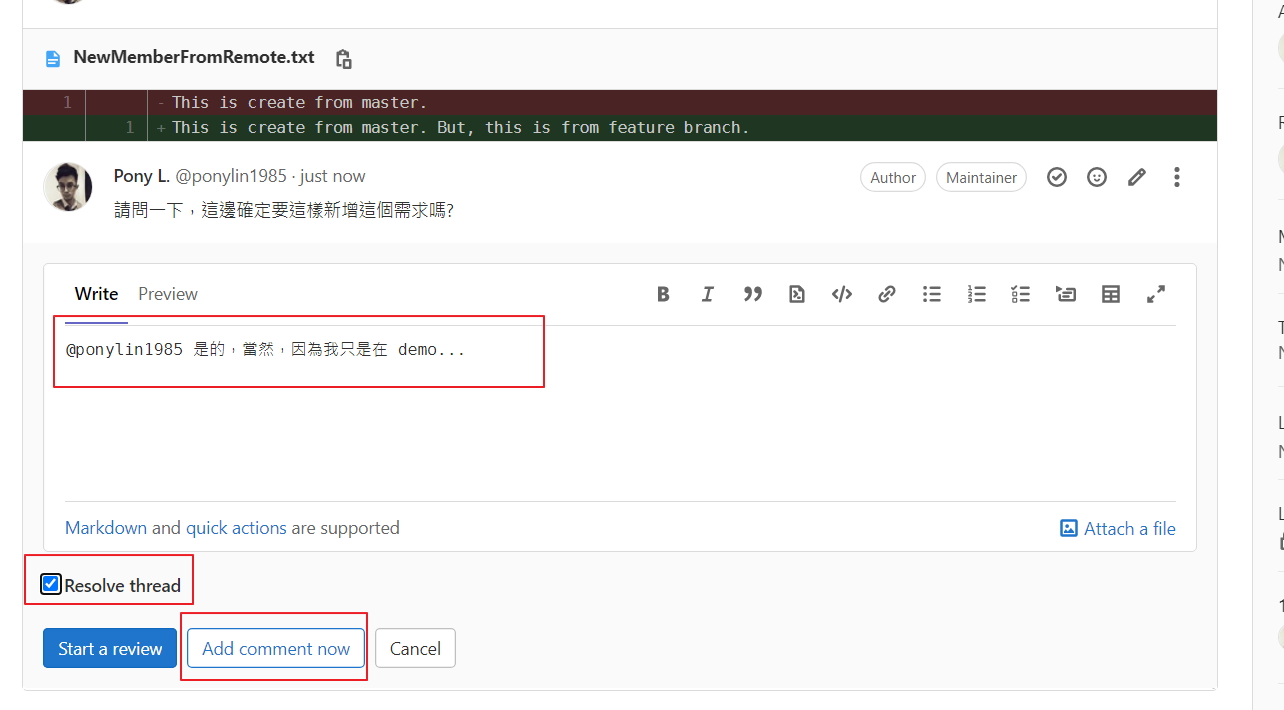 NewMemberFromRemote.txt
1 - This is create from master.
1 + This is create from master. But, this is from feature branch.
Pony L. @ponylin1985 · just now Author Maintainer
請問一下，這邊確定要這樣新增這個需求嗎?
Write Preview
@ponylin1985 是的，當然，因為我只是在 demo...
Markdown and quick actions are supported Attach a file
Resolve thread
Start a review Add comment now Cancel